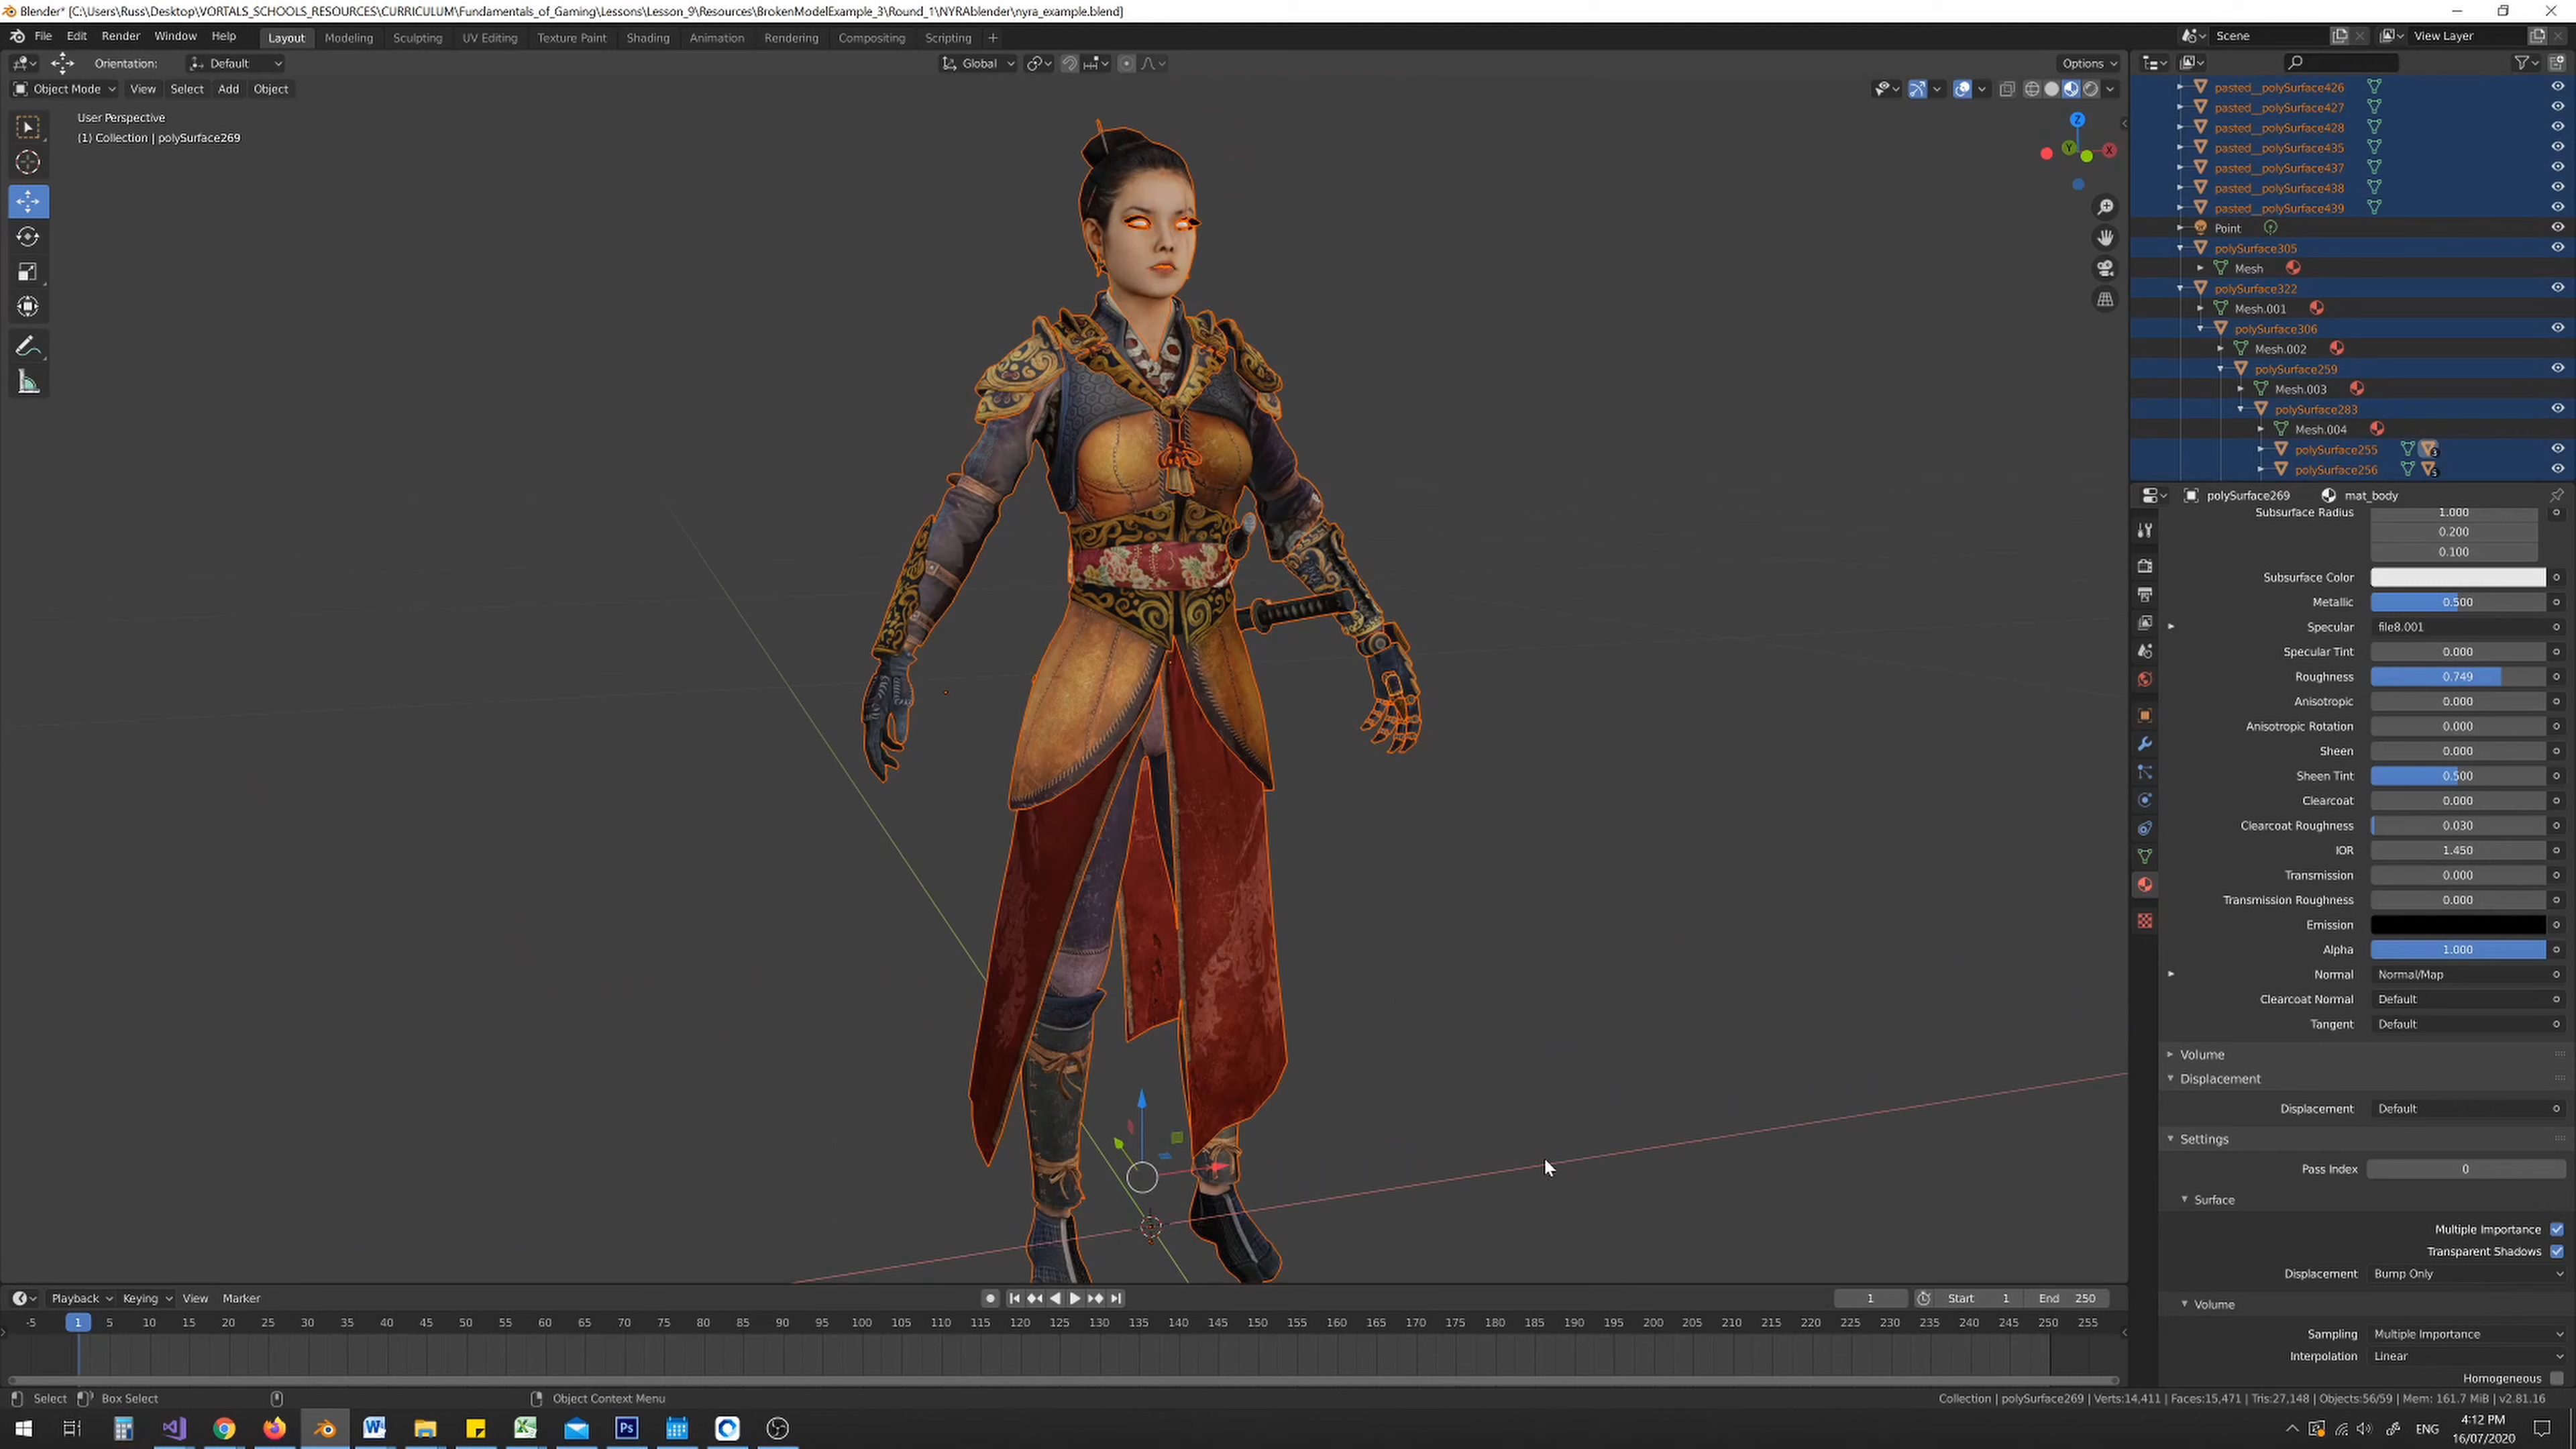 Blender* [C:\Users\Russ\Desktop\VORTALS_SCHOOLS_RESOURCES\CURRICULUM\Fundamentals_of_Gaming\Lessons\Lesson_9\Resources\BrokenModelExample_3\Round_1\NYRAblender\nyra_example.blend]
File Edit Render Window Help Layout Modeling Sculpting UV Editing Texture Paint Shading Animation Rendering Compositing Scripting + Scene View Layer
Orientation: Default Global Options
Object Mode View Select Add Object
User Perspective
(1) Collection | polySurface269
Z
Y X
pasted__polySurface426
pasted__polySurface427
pasted__polySurface428
pasted__polySurface435
pasted__polySurface437
pasted__polySurface438
pasted__polySurface439
Point
polySurface305
Mesh
polySurface322
Mesh.001
polySurface306
Mesh.002
polySurface259
Mesh.003
polySurface283
Mesh.004
polySurface255 3
polySurface256 5
polySurface269 mat_body
Subsurface Radius 1.000
0.200
0.100
Subsurface Color
Metallic 0.500
Specular file8.001
Specular Tint 0.000
Roughness 0.749
Anisotropic 0.000
Anisotropic Rotation 0.000
Sheen 0.000
Sheen Tint 0.500
Clearcoat 0.000
Clearcoat Roughness 0.030
IOR 1.450
Transmission 0.000
Transmission Roughness 0.000
Emission
Alpha 1.000
Normal Normal/Map
Clearcoat Normal Default
Tangent Default
Volume
Displacement
Displacement Default
Settings
Pass Index 0
Surface
Multiple Importance
Transparent Shadows
Displacement Bump Only
Volume
Sampling Multiple Importance
Interpolation Linear
Homogeneous
Playback Keying View Marker 1 Start 1 End 250
-5 1 5 10 15 20 25 30 35 40 45 50 55 60 65 70 75 80 85 90 95 100 105 110 115 120 125 130 135 140 145 150 155 160 165 170 175 180 185 190 195 200 205 210 215 220 225 230 235 240 245 250 255
Select Box Select Object Context Menu Collection | polySurface269 | Verts:14,411 | Faces:15,471 | Tris:27,148 | Objects:56/59 | Mem: 161.7 MiB | v2.81.16
W Ps ENG 4:12 PM
16/07/2020